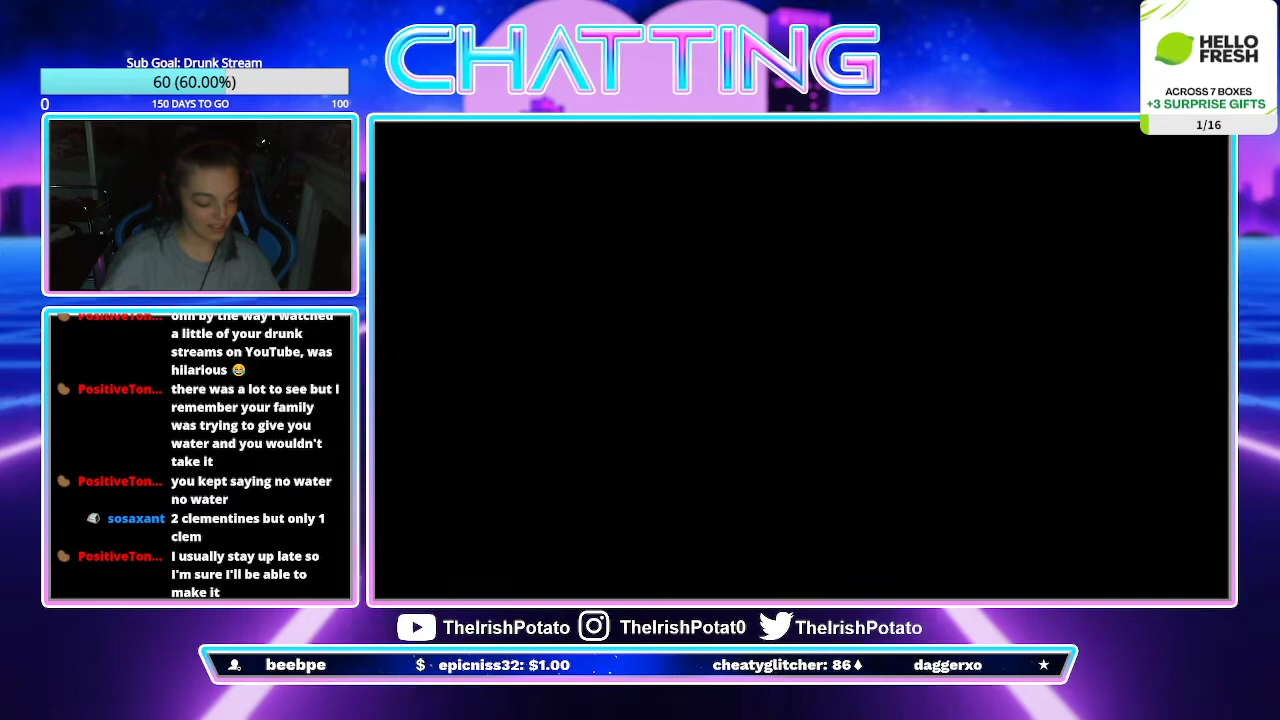 CHATTING
HELLO
FRESH
ACROSS 7 BOXES
+3 SURPRISE GIFTS
1/16
Sub Goal: Drunk Stream
60 (60.00%)
0 150 DAYS TO GO 100
PositiveTon... ohh by the way I watched
a little of your drunk
streams on YouTube, was
hilarious 😂
PositiveTon... there was a lot to see but I
remember your family
was trying to give you
water and you wouldn't
take it
PositiveTon... you kept saying no water
no water
sosaxant 2 clementines but only 1
clem
PositiveTon... I usually stay up late so
I'm sure I'll be able to
make it
TheIrishPotato TheIrishPotat0 TheIrishPotato
beebpe $ epicniss32: $1.00 cheatyglitcher: 86 daggerxo